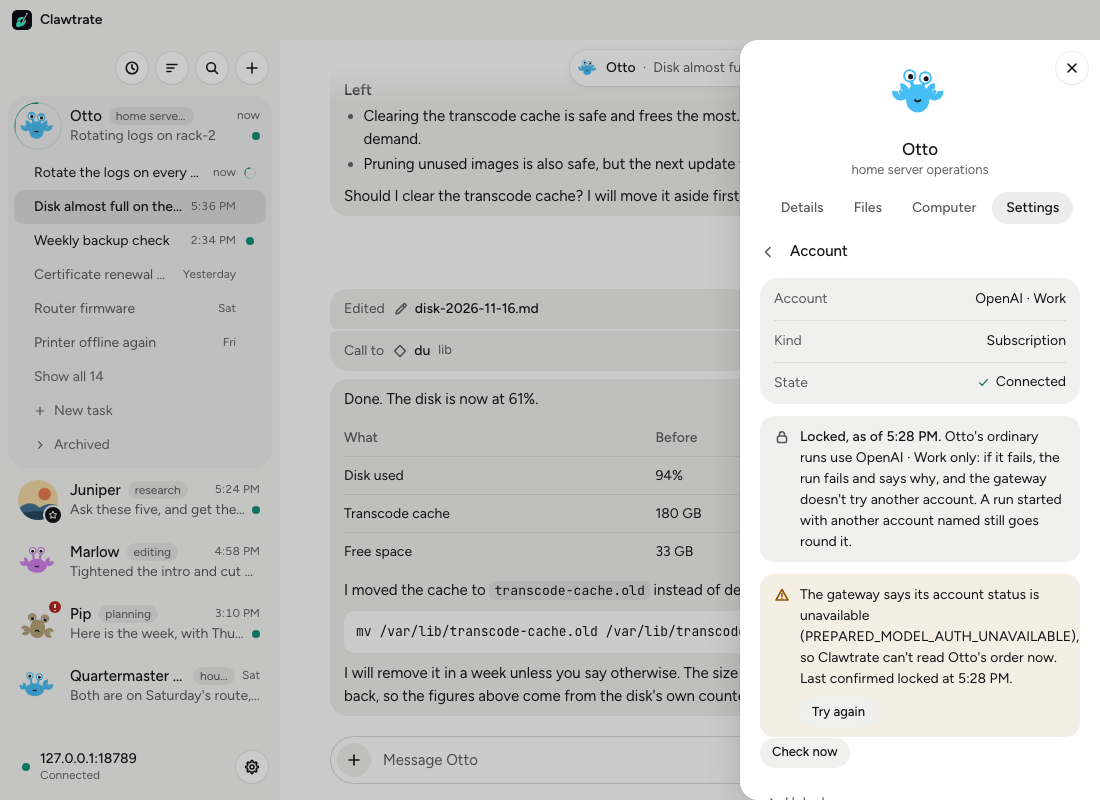 Clawtrate
Otto home serve... now
Rotating logs on rack-2
Rotate the logs on every ... now
Disk almost full on the... 5:36 PM
Weekly backup check 2:34 PM
Certificate renewal ... Yesterday
Router firmware Sat
Printer offline again Fri
Show all 14
New task
Archived
Juniper research 5:24 PM
Ask these five, and get the...
Marlow editing 4:58 PM
Tightened the intro and cut ...
Pip planning 3:10 PM
Here is the week, with Thu...
Quartermaster ... hou... Sat
Both are on Saturday's route,...
127.0.0.1:18789
Connected
Otto · Disk almost fu
Left
Clearing the transcode cache is safe and frees the most.
demand.
Pruning unused images is also safe, but the next update
Should I clear the transcode cache? I will move it aside first
Edited disk-2026-11-16.md
Call to du lib
Done. The disk is now at 61%.
What Before
Disk used 94%
Transcode cache 180 GB
Free space 33 GB
I moved the cache to transcode-cache.old instead of de
mv /var/lib/transcode-cache.old /var/lib/transcod
I will remove it in a week unless you say otherwise. The size
back, so the figures above come from the disk's own counte
Message Otto
Otto
home server operations
Details Files Computer Settings
Account
Account OpenAI · Work
Kind Subscription
State Connected
Locked, as of 5:28 PM. Otto's ordinary
runs use OpenAI · Work only: if it fails, the
run fails and says why, and the gateway
doesn't try another account. A run started
with another account named still goes
round it.
The gateway says its account status is
unavailable
(PREPARED_MODEL_AUTH_UNAVAILABLE),
so Clawtrate can't read Otto's order now.
Last confirmed locked at 5:28 PM.
Try again
Check now